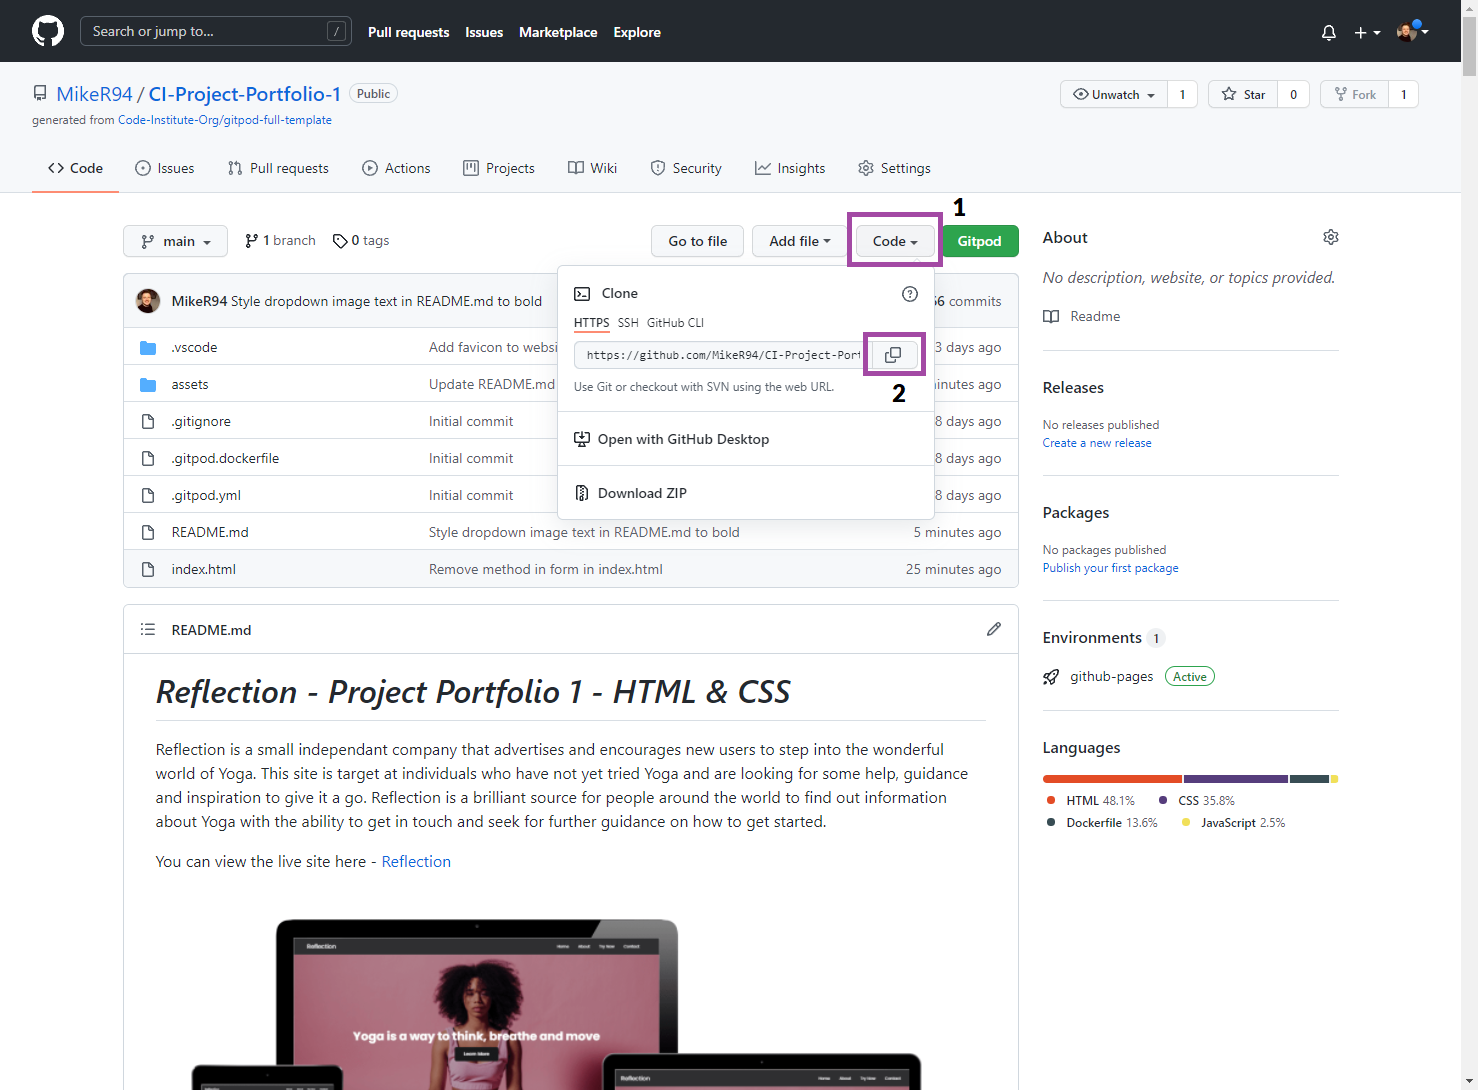 Search or jump to... / Pull requests Issues Marketplace Explore
MikeR94 / CI-Project-Portfolio-1 Public Unwatch 1 Star 0 Fork 1
generated from Code-Institute-Org/gitpod-full-template
Code Issues Pull requests Actions Projects Wiki Security Insights Settings
1
main 1 branch 0 tags Go to file Add file Code Gitpod
MikeR94 Style dropdown image text in README.md to bold 56 commits
Clone
HTTPS SSH GitHub CLI
https://github.com/MikeR94/CI-Project-Port
2
Use Git or checkout with SVN using the web URL.
Open with GitHub Desktop
Download ZIP
.vscode Add favicon to websi 3 days ago
assets Update README.md inutes ago
.gitignore Initial commit 8 days ago
.gitpod.dockerfile Initial commit 8 days ago
.gitpod.yml Initial commit 8 days ago
README.md Style dropdown image text in README.md to bold 5 minutes ago
index.html Remove method in form in index.html 25 minutes ago
About
No description, website, or topics provided.
Readme
Releases
No releases published
Create a new release
Packages
No packages published
Publish your first package
Environments 1
github-pages Active
Languages
HTML 48.1% CSS 35.8%
Dockerfile 13.6% JavaScript 2.5%
README.md
Reflection - Project Portfolio 1 - HTML & CSS
Reflection is a small independant company that advertises and encourages new users to step into the wonderful
world of Yoga. This site is target at individuals who have not yet tried Yoga and are looking for some help, guidance
and inspiration to give it a go. Reflection is a brilliant source for people around the world to find out information
about Yoga with the ability to get in touch and seek for further guidance on how to get started.
You can view the live site here - Reflection
Reflection Home About Try Now Contact
Yoga is a way to think, breathe and move
Learn More
Reflection Home About Try Now Contact